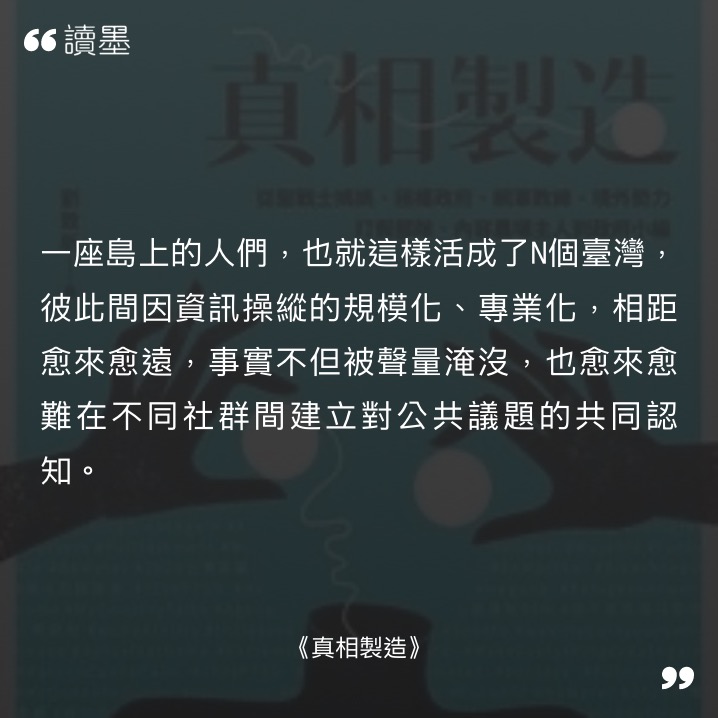 讀墨
真相製造
一座島上的人們，也就這樣活成了N個臺灣，
彼此間因資訊操縱的規模化、專業化，相距
愈來愈遠，事實不但被聲量淹沒，也愈來愈
難在不同社群間建立對公共議題的共同認
知。
《真相製造》